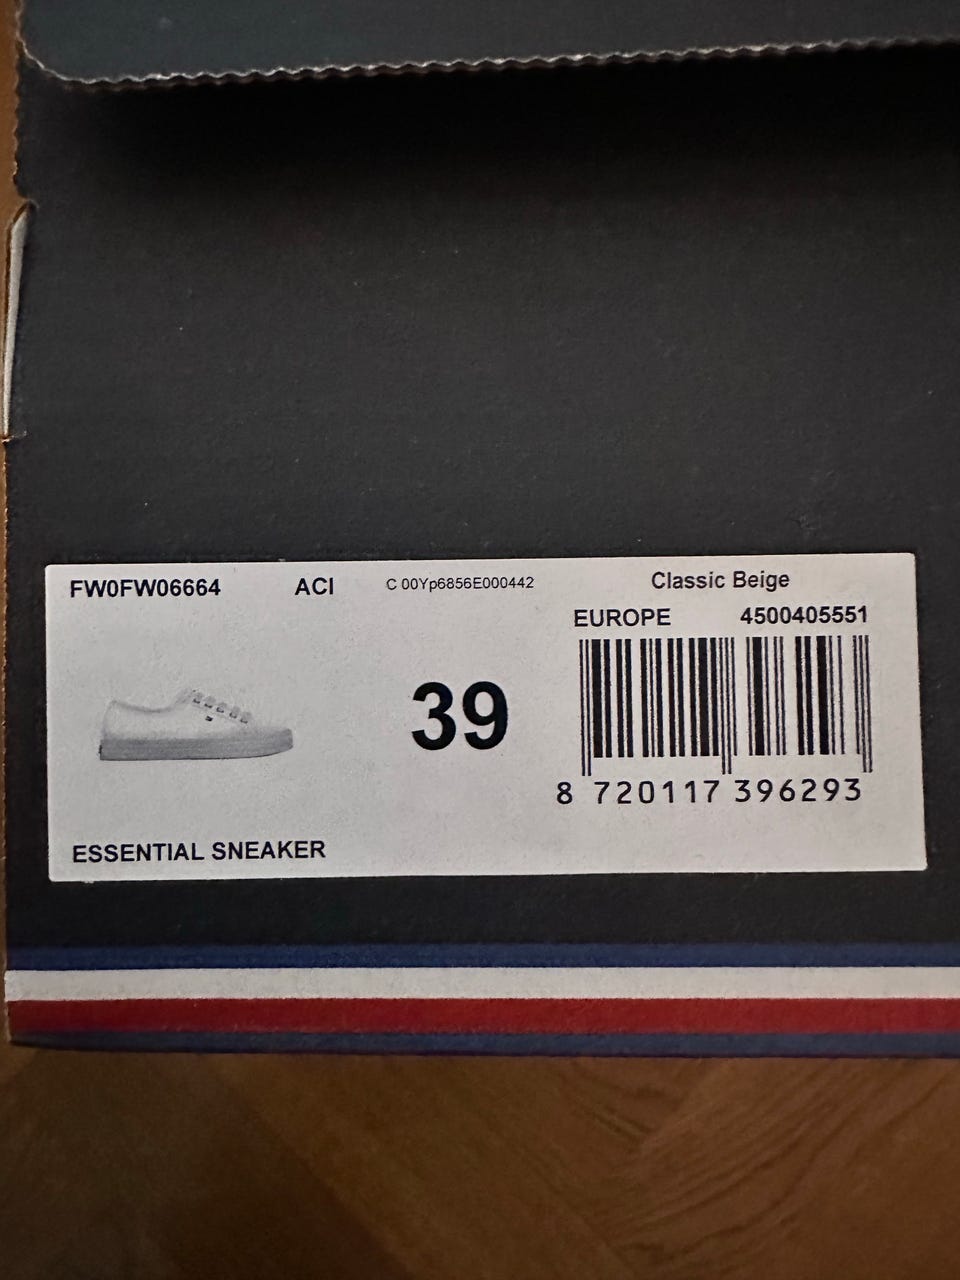 FW0FW06664 ACI C 00Yp6856E000442 Classic Beige
EUROPE 4500405551
39
8 720117 396293
ESSENTIAL SNEAKER